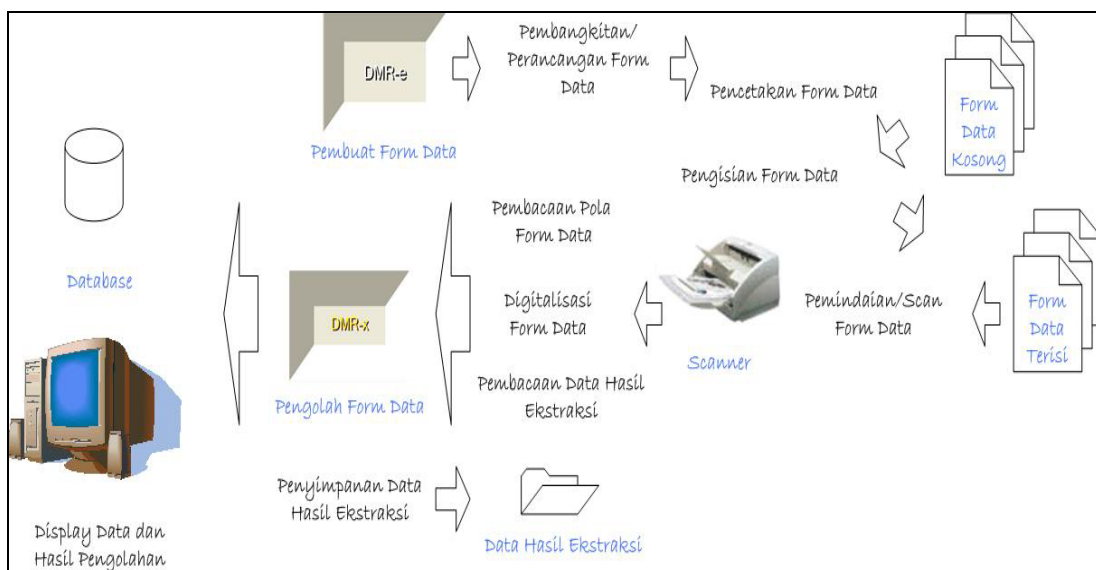 DMR-e
Pembuat Form Data
Pembangkitan/
Perancangan Form
Data
Pencetakan Form Data
Form
Data
Kosong
Pengisian Form Data
Form
Data
Terisi
Pemindaian/Scan
Form Data
Scanner
Pembacaan Pola
Form Data
Digitalisasi
Form Data
Pembacaan Data Hasil
Ekstraksi
DMR-x
Pengolah Form Data
Database
Display Data dan
Hasil Pengolahan
Penyimpanan Data
Hasil Ekstraksi
Data Hasil Ekstraksi